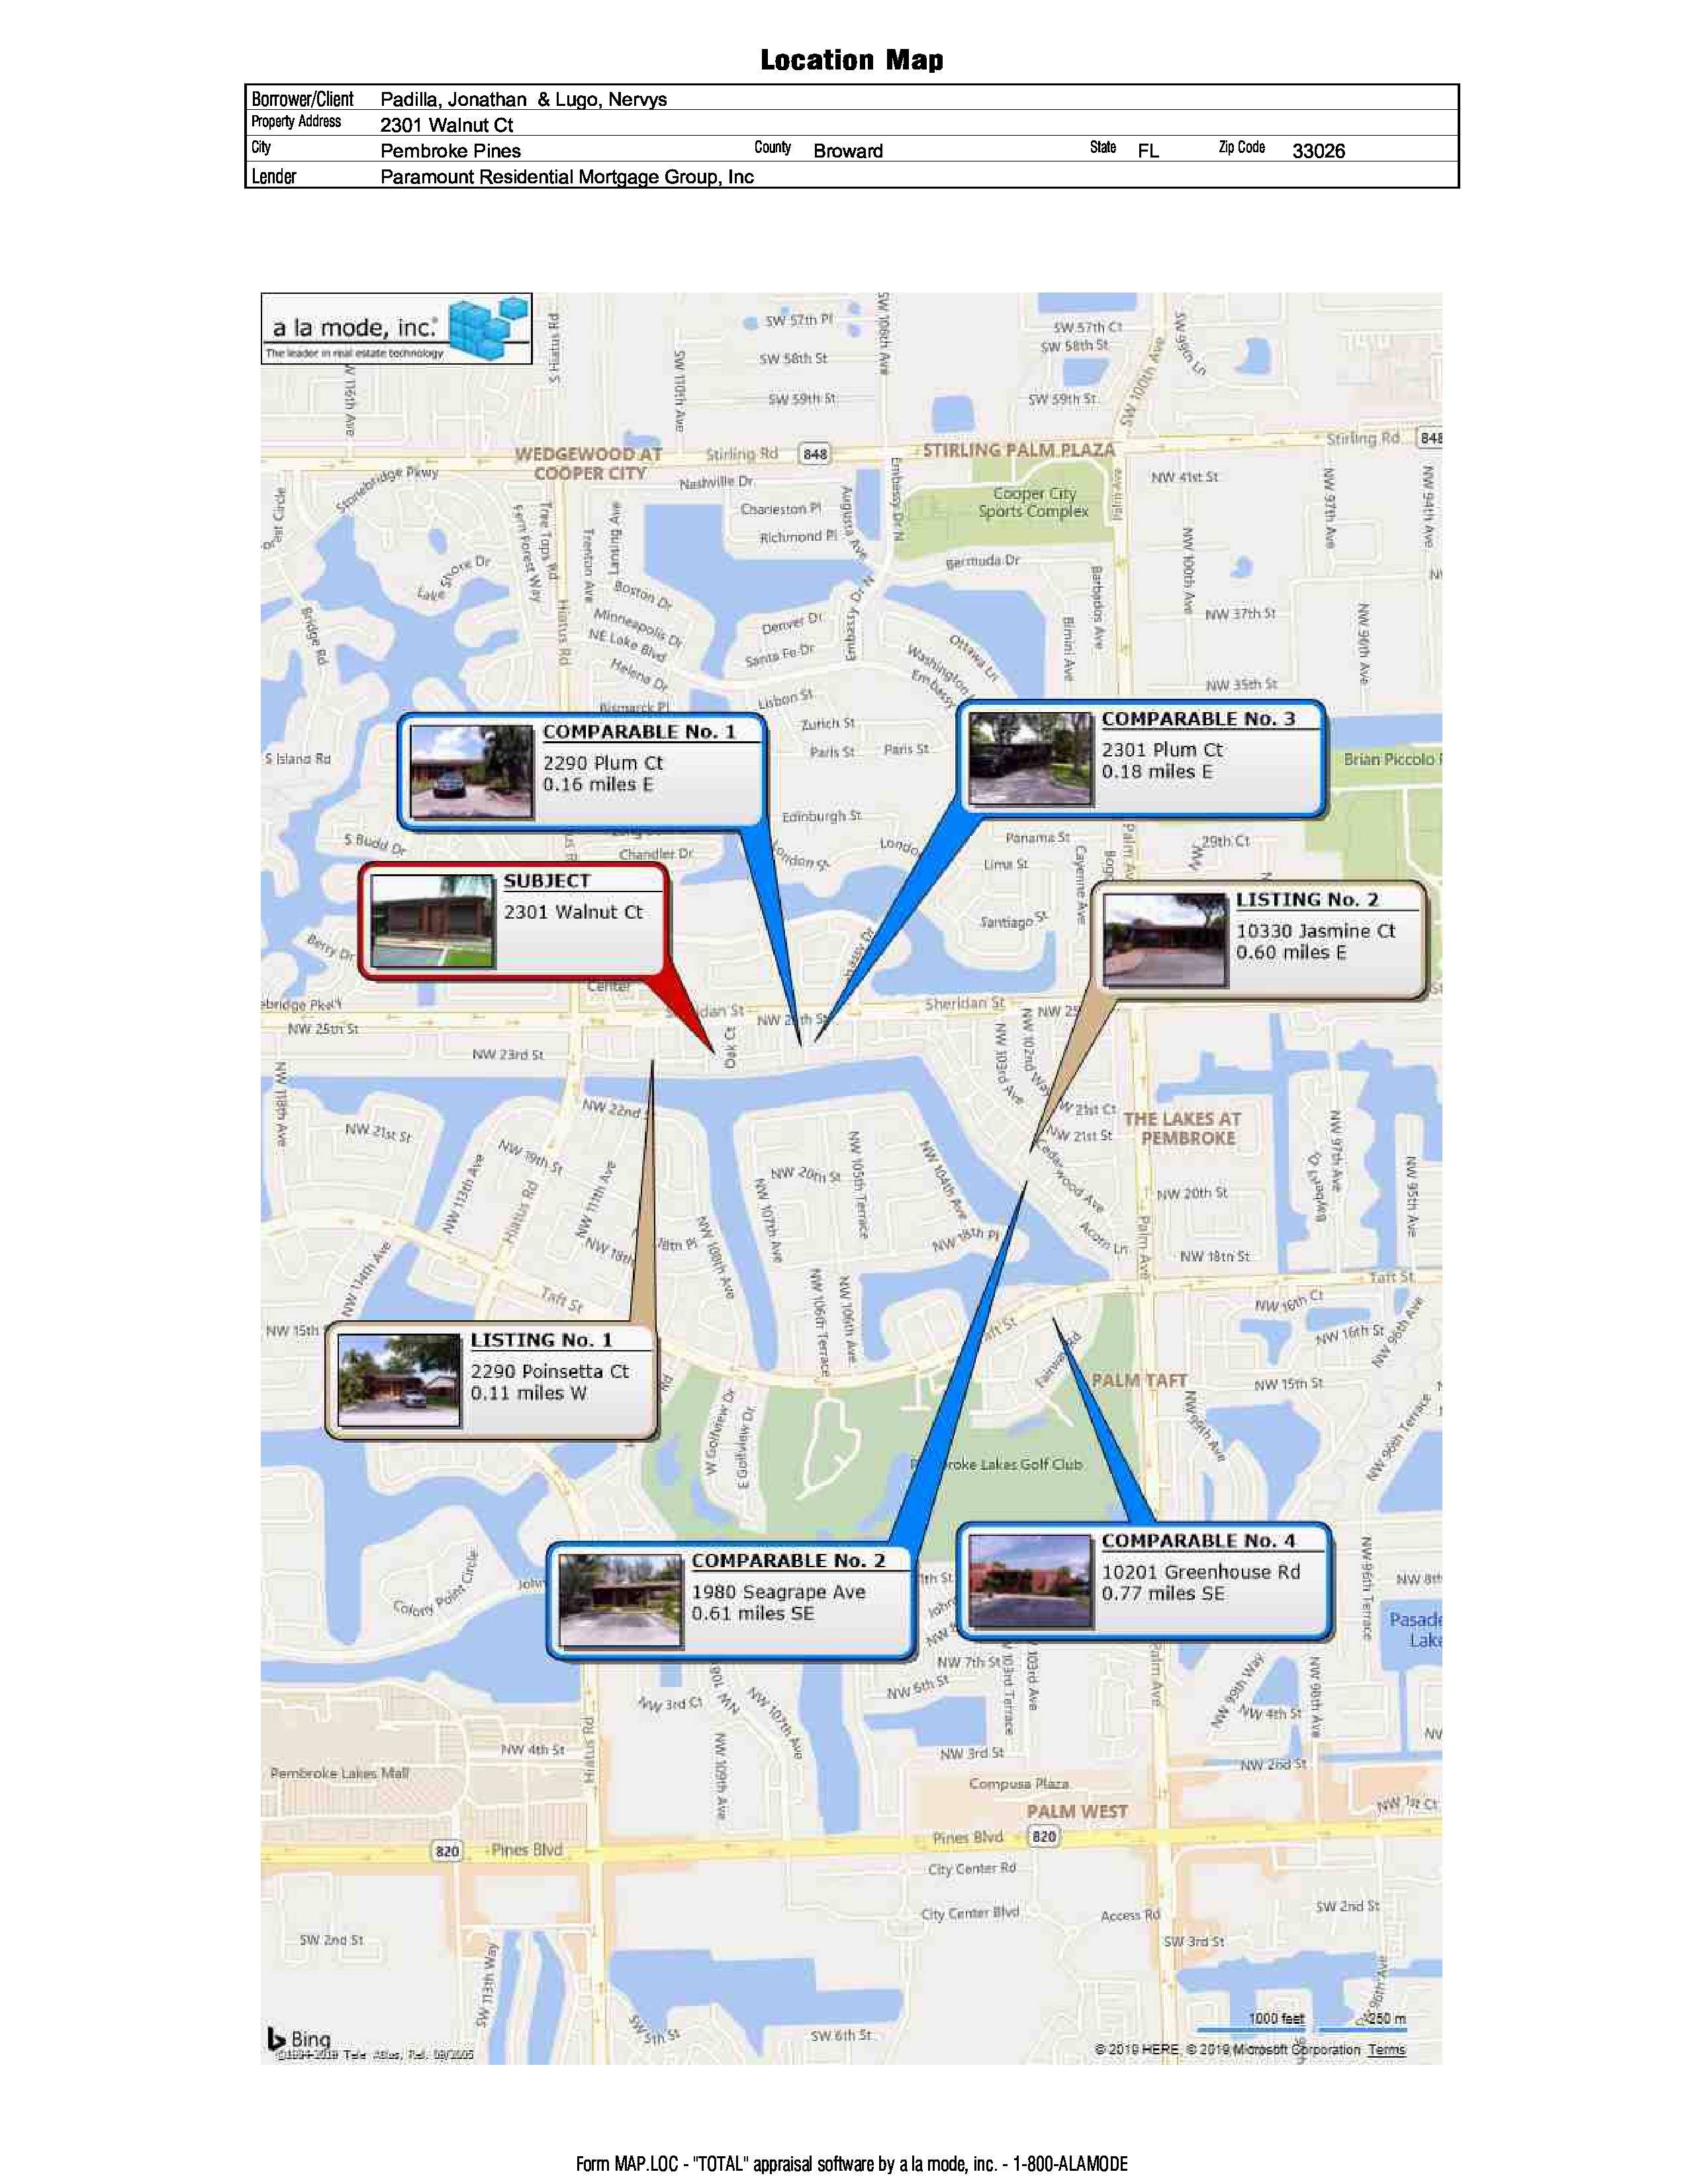 Location Map
Borrower/Client Padilla, Jonathan & Lugo, Nervys
Property Address 2301 Walnut Ct
City Pembroke Pines County Broward State FL Zip Code 33026
Lender Paramount Residential Mortgage Group, Inc
a la mode, inc.
The leader in real estate technology
S Hiatus Rd
SW 110th Ave
SW 57th Pl
SW 58th St
SW 59th St
SW 106th Ave
SW 57th Ct
SW 58th St
SW 59th St
SW 100th Ave
SW 99th Ln
WEDGEWOOD AT
COOPER CITY
Stirling Rd 848
STIRLING PALM PLAZA
Stirling Rd 848
Stonebridge Pkwy
Nashville Dr
Charleston Pl
Richmond Pl
Augusta Ave
Embassy Dr N
Cooper City
Sports Complex
NW 41st St
NW 97th Ave
NW 94th Ave
Fern Forest Way
Tree Tops Rd
Trenton Ave
Lansing Ave
Lake Shore Dr
Boston Dr
Bermuda Dr
Barbados Ave
Bimini Ave
NW 100th Ave
NW 37th St
NW 96th Ave
NW 35th St
Bridge Rd
Hiatus Rd
Minneapolis Dr
NE Lake Blvd
Helena Dr
Bismarck Pl
Denver Dr
Santa Fe Dr
Embassy Dr N
Ottawa Ln
Washington
Embassy
Lisbon St
Zurich St
Paris St
Paris St
S Island Rd
Brian Piccolo
COMPARABLE No. 1
2290 Plum Ct
0.16 miles E
COMPARABLE No. 3
2301 Plum Ct
0.18 miles E
Edinburgh St
S Budd Dr
Chandler Dr
London St
Londo
Panama St
Lima St
Cayenne Ave
Palm Av
29th Ct
Santiago St
SUBJECT
2301 Walnut Ct
LISTING No. 2
10330 Jasmine Ct
0.60 miles E
Berry Dr
Center
ebridge Pkwy
NW 25th St
NW 23rd St
Oak Ct
Sheridan St
NW 25
NW 103rd Ave
NW 102nd Way
NW 118th Ave
NW 22nd
NW 21st St
NW 19th St
NW 113th Ave
Hiatus Rd
NW 11th Ave
NW 18th
18th Pl
NW 108th Ave
NW 107th Ave
NW 20th St
NW 105th Terrace
NW 104th Ave
NW 18th Pl
W 21st Ct
NW 21st St
THE LAKES AT
PEMBROKE
Cedarwood Ave
Acorn Ln
NW 20th St
NW 18th St
Palm Ave
Bayberry Dr
NW 97th Ave
NW 95th Ave
NW 114th Ave
Taft St
NW 106th Terrace
NW 106th Ave
Taft St
NW 16th Ct
NW 16th St
NW 96th Ave
NW 15th
aft St
Fairway Rd
PALM TAFT
NW 15th St
NW 99th Ave
NW 96th Terrace
LISTING No. 1
2290 Poinsetta Ct
0.11 miles W
W Golfview Dr
E Golfview Dr
roke Lakes Golf Club
Colony Point Circle
John
COMPARABLE No. 2
1980 Seagrape Ave
0.61 miles SE
COMPARABLE No. 4
10201 Greenhouse Rd
0.77 miles SE
NW 96th Terrace
NW 8th
Pasade
Lake
NW 7th St
NW 6th St
103rd Terrace
103rd Ave
Palm Ave
NW 99th Way
NW 4th St
NW 98th Ave
NW 3rd Ct
NW 107th Ave
NW 109th Ave
NW 4th St
Hiatus Rd
NW 3rd St
NW 2nd St
Pembroke Lakes Mall
Compusa Plaza
PALM WEST
NW 1st Ct
820 Pines Blvd
Pines Blvd 820
City Center Rd
City Center Blvd
Access Rd
SW 2nd St
SW 2nd St
SW 3rd St
SW 113th Way
SW 5th St
SW 6th St
1000 feet
250 m
Bing
© 2019 HERE, © 2019 Microsoft Corporation Terms
Form MAP.LOC - "TOTAL" appraisal software by a la mode, inc. - 1-800-ALAMODE